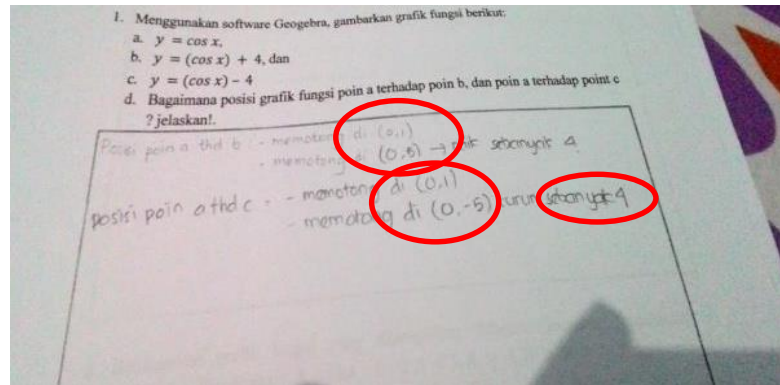 1. Menggunakan software Geogebra, gambarkan grafik fungsi berikut:
a. y = cos x,
b. y = (cos x) + 4, dan
c. y = (cos x) − 4
d. Bagaimana posisi grafik fungsi poin a terhadap poin b, dan poin a terhadap point c
? jelaskan!.
Posisi poin a thd b : - memotong di (0,1)
- memotong di (0,5) → naik sebanyak 4
posisi poin a thd c = - memotong di (0,1)
- memotong di (0,-5) turun sebanyak 4